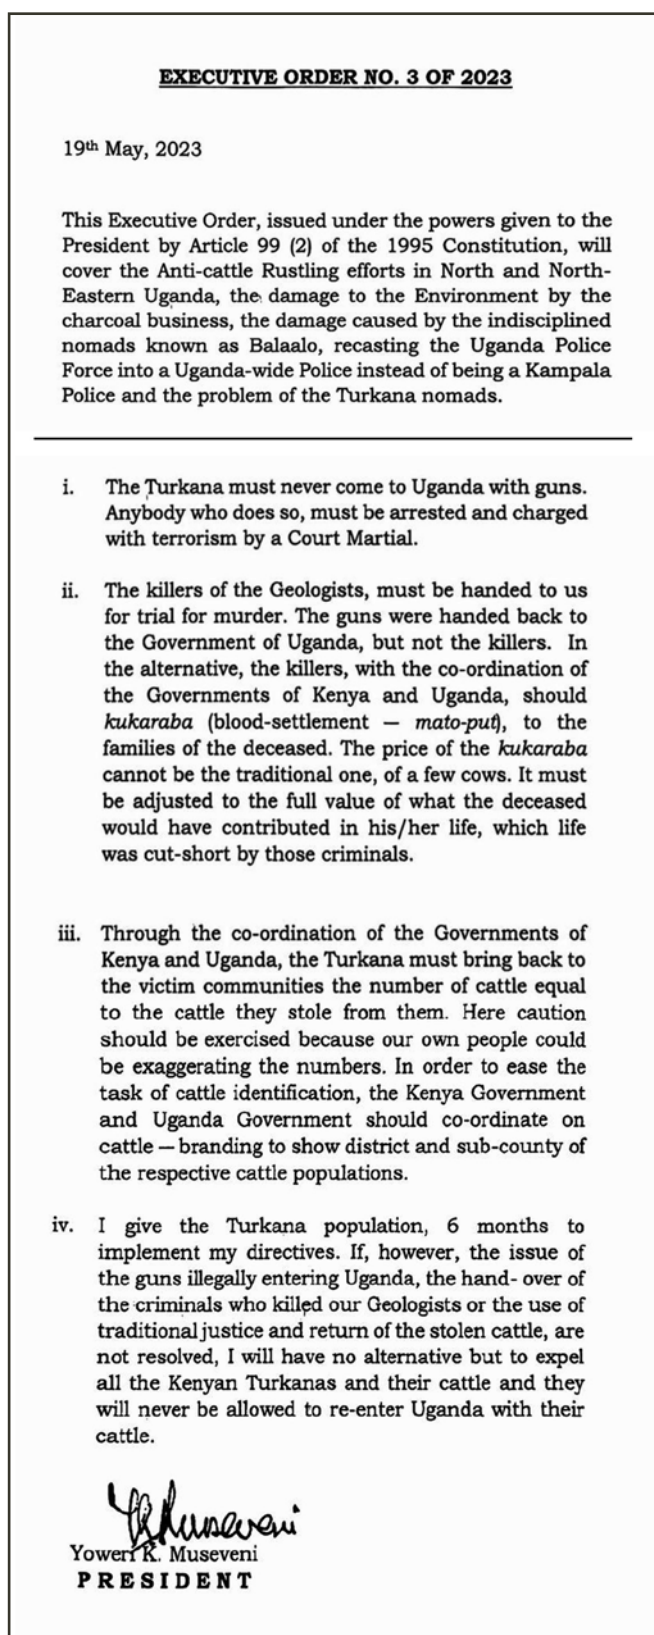 EXECUTIVE ORDER NO. 3 OF 2023
19th May, 2023
This Executive Order, issued under the powers given to the
President by Article 99 (2) of the 1995 Constitution, will
cover the Anti-cattle Rustling efforts in North and North-
Eastern Uganda, the damage to the Environment by the
charcoal business, the damage caused by the indisciplined
nomads known as Balaalo, recasting the Uganda Police
Force into a Uganda-wide Police instead of being a Kampala
Police and the problem of the Turkana nomads.
i. The Turkana must never come to Uganda with guns.
Anybody who does so, must be arrested and charged
with terrorism by a Court Martial.
ii. The killers of the Geologists, must be handed to us
for trial for murder. The guns were handed back to
the Government of Uganda, but not the killers. In
the alternative, the killers, with the co-ordination of
the Governments of Kenya and Uganda, should
kukaraba (blood-settlement — mato-put), to the
families of the deceased. The price of the kukaraba
cannot be the traditional one, of a few cows. It must
be adjusted to the full value of what the deceased
would have contributed in his/her life, which life
was cut-short by those criminals.
iii. Through the co-ordination of the Governments of
Kenya and Uganda, the Turkana must bring back to
the victim communities the number of cattle equal
to the cattle they stole from them. Here caution
should be exercised because our own people could
be exaggerating the numbers. In order to ease the
task of cattle identification, the Kenya Government
and Uganda Government should co-ordinate on
cattle — branding to show district and sub-county of
the respective cattle populations.
iv. I give the Turkana population, 6 months to
implement my directives. If, however, the issue of
the guns illegally entering Uganda, the hand- over of
the criminals who killed our Geologists or the use of
traditional justice and return of the stolen cattle, are
not resolved, I will have no alternative but to expel
all the Kenyan Turkanas and their cattle and they
will never be allowed to re-enter Uganda with their
cattle.
YKMuseveni
Yoweri K. Museveni
PRESIDENT